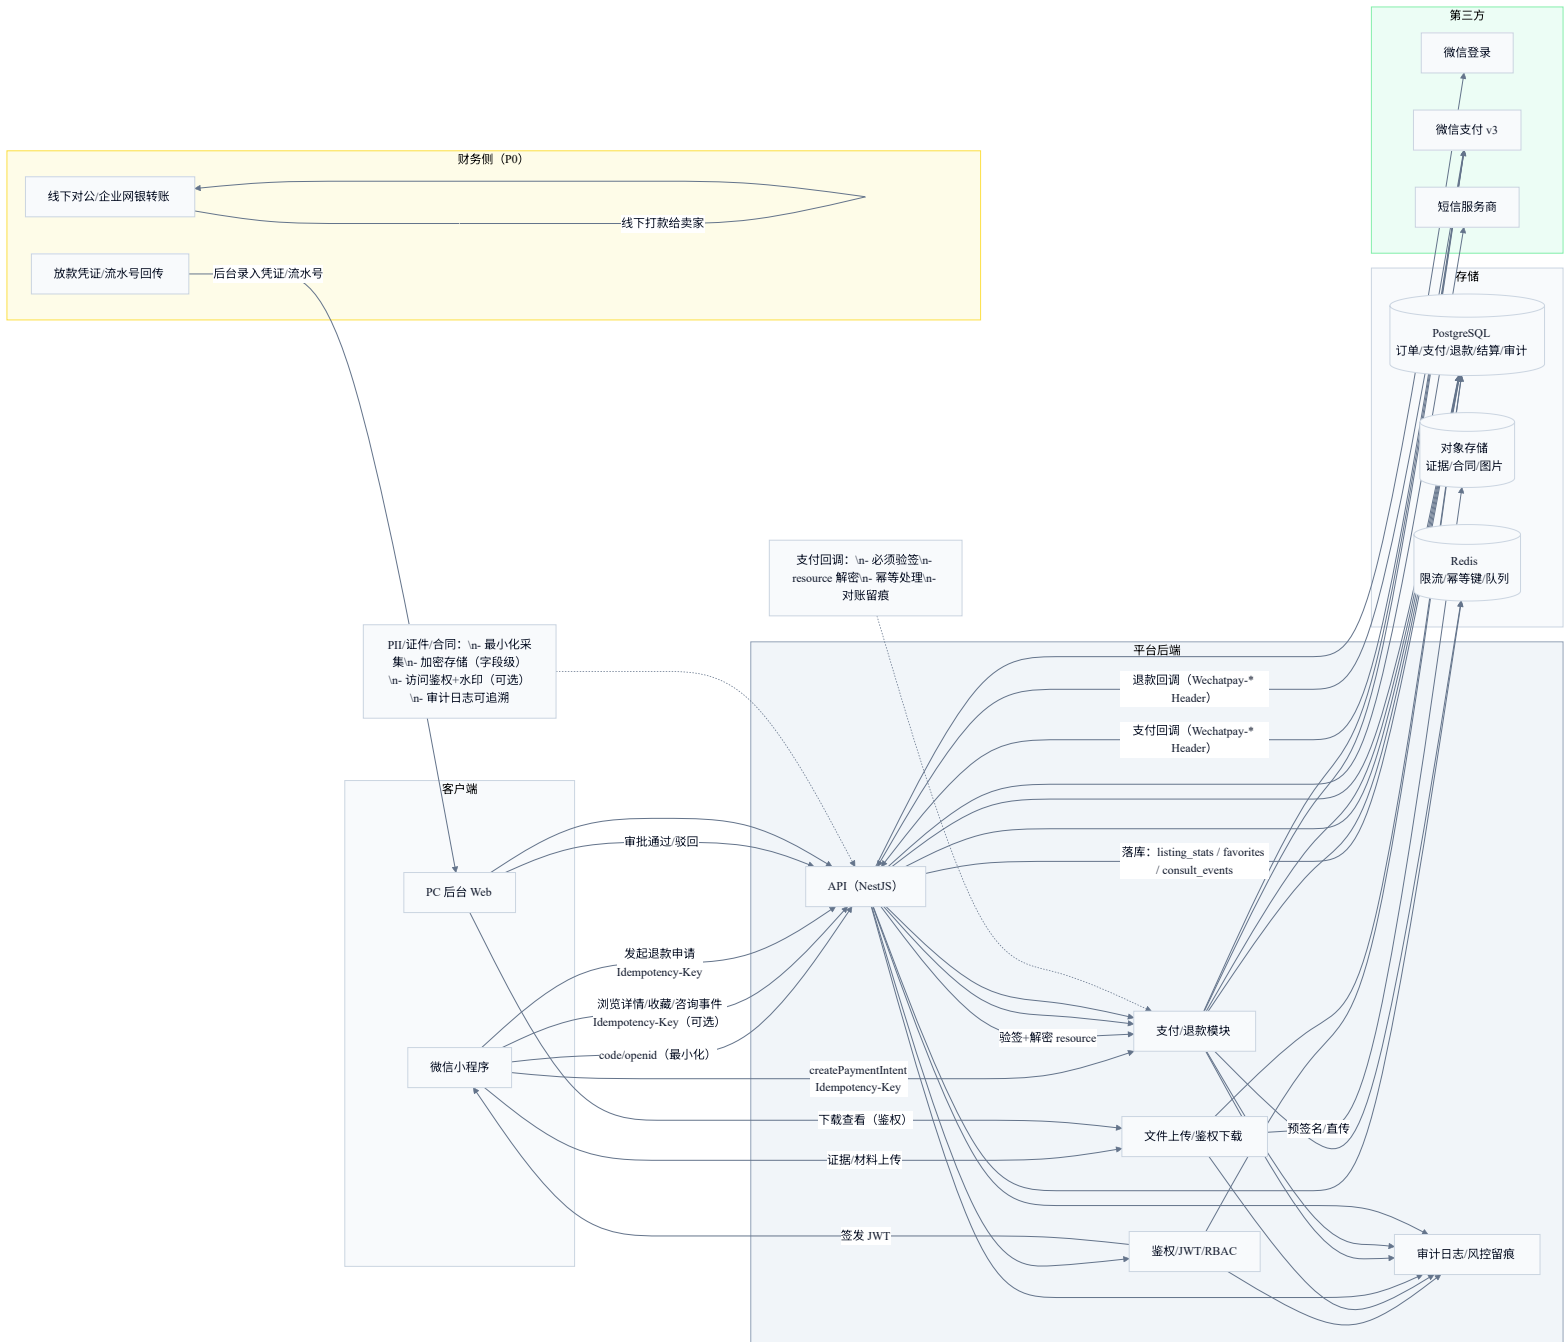 第三方
微信登录
微信支付 v3
短信服务商
财务侧（P0）
线下对公/企业网银转账
线下打款给卖家
放款凭证/流水号回传
后台录入凭证/流水号
存储
PostgreSQL
订单/支付/退款/结算/审计
对象存储
证据/合同/图片
Redis
限流/幂等键/队列
支付回调：\n- 必须验签\n-
resource 解密\n- 幂等处理\n-
对账留痕
PII/证件/合同：\n- 最小化采
集\n- 加密存储（字段级）
\n- 访问鉴权+水印（可选）
\n- 审计日志可追溯
平台后端
退款回调（Wechatpay-*
Header）
支付回调（Wechatpay-*
Header）
客户端
审批通过/驳回
落库：listing_stats / favorites
/ consult_events
PC 后台 Web
API（NestJS）
发起退款申请
Idempotency-Key
浏览详情/收藏/咨询事件
Idempotency-Key（可选）
支付/退款模块
验签+解密 resource
code/openid（最小化）
微信小程序
createPaymentIntent
Idempotency-Key
下载查看（鉴权）
预签名/直传
文件上传/鉴权下载
证据/材料上传
签发 JWT
鉴权/JWT/RBAC
审计日志/风控留痕